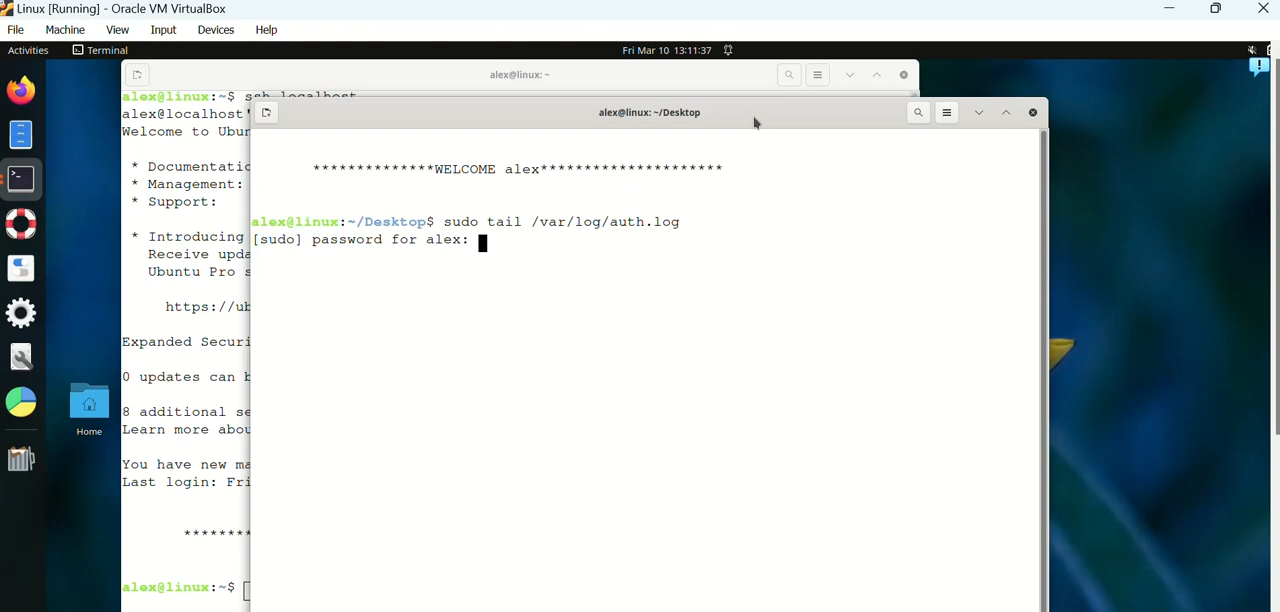 Linux [Running] - Oracle VM VirtualBox
File Machine View Input Devices Help
Activities Terminal Fri Mar 10 13:11:37
alex@linux: ~
alex@linux:~$ ssh localhost
alex@localhost'
Welcome to Ubun
* Documentatio
* Management:
* Support:
* Introducing
Receive upda
Ubuntu Pro s
https://ub
Expanded Securi
0 updates can b
8 additional se
Learn more abou
You have new ma
Last login: Fri
*******
alex@linux:~$
Home
alex@linux: ~/Desktop
**************WELCOME alex*********************
alex@linux:~/Desktop$ sudo tail /var/log/auth.log
[sudo] password for alex: